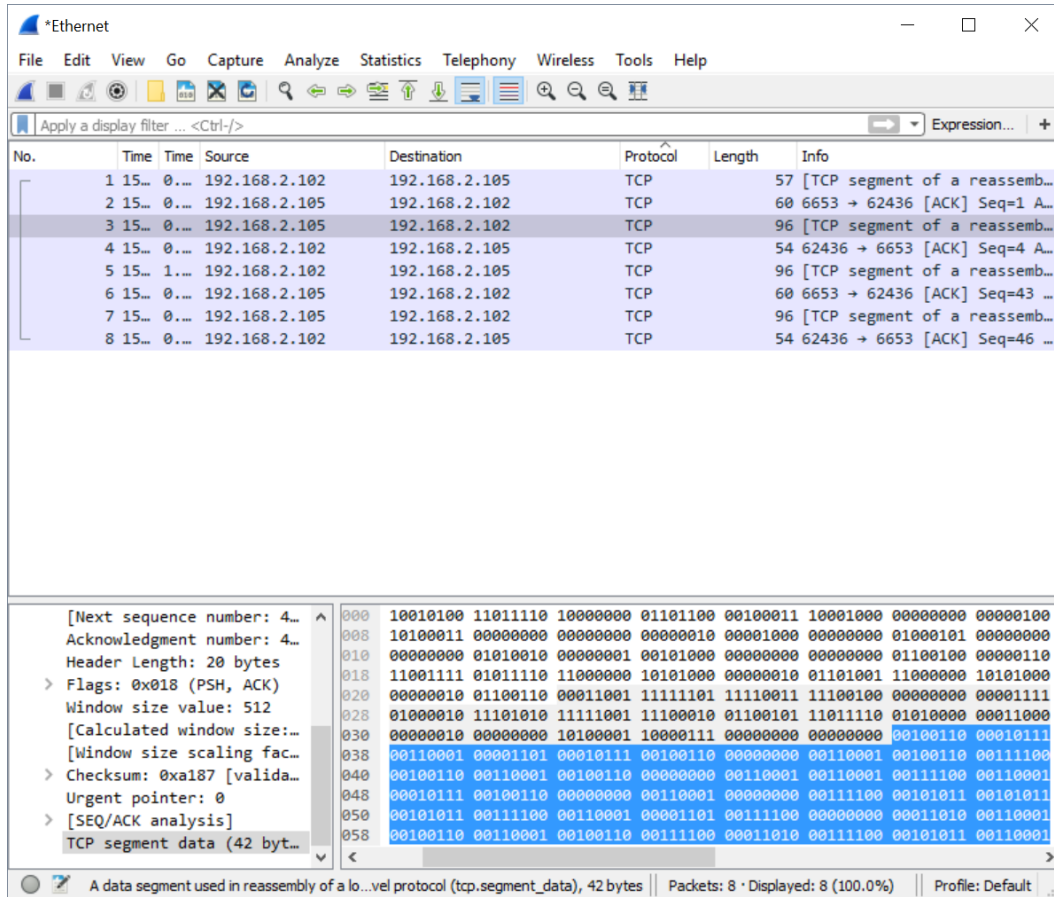 *Ethernet
File Edit View Go Capture Analyze Statistics Telephony Wireless Tools Help
Apply a display filter ... <Ctrl-/> Expression... +
No. Time Time Source Destination Protocol Length Info
1 15… 0.… 192.168.2.102 192.168.2.105 TCP 57 [TCP segment of a reassemb…
2 15… 0.… 192.168.2.105 192.168.2.102 TCP 60 6653 → 62436 [ACK] Seq=1 A…
3 15… 0.… 192.168.2.105 192.168.2.102 TCP 96 [TCP segment of a reassemb…
4 15… 0.… 192.168.2.102 192.168.2.105 TCP 54 62436 → 6653 [ACK] Seq=4 A…
5 15… 1.… 192.168.2.102 192.168.2.105 TCP 96 [TCP segment of a reassemb…
6 15… 0.… 192.168.2.105 192.168.2.102 TCP 60 6653 → 62436 [ACK] Seq=43 …
7 15… 0.… 192.168.2.105 192.168.2.102 TCP 96 [TCP segment of a reassemb…
8 15… 0.… 192.168.2.102 192.168.2.105 TCP 54 62436 → 6653 [ACK] Seq=46 …
[Next sequence number: 4…
Acknowledgment number: 4…
Header Length: 20 bytes
> Flags: 0x018 (PSH, ACK)
Window size value: 512
[Calculated window size:…
[Window size scaling fac…
> Checksum: 0xa187 [valida…
Urgent pointer: 0
> [SEQ/ACK analysis]
TCP segment data (42 byt…
000 10010100 11011110 10000000 01101100 00100011 10001000 00000000 00000100
008 10100011 00000000 00000000 00000010 00001000 00000000 01000101 00000000
010 00000000 01010010 00000001 00101000 00000000 00000000 01100100 00000110
018 11001111 01011110 11000000 10101000 00000010 01101001 11000000 10101000
020 00000010 01100110 00011001 11111101 11110011 11100100 00000000 00001111
028 01000010 11101010 11111001 11100010 01100101 11011110 01010000 00011000
030 00000010 00000000 10100001 10000111 00000000 00000000 00100110 00010111
038 00110001 00001101 00010111 00100110 00000000 00110001 00100110 00111100
040 00100110 00110001 00100110 00000000 00110001 00110001 00111100 00110001
048 00010111 00100110 00000000 00110001 00000000 00111100 00101011 00101011
050 00101011 00111100 00110001 00001101 00111100 00000000 00011010 00110001
058 00100110 00110001 00100110 00111100 00011010 00111100 00101011 00110001
A data segment used in reassembly of a lo…vel protocol (tcp.segment_data), 42 bytes Packets: 8 · Displayed: 8 (100.0%) Profile: Default